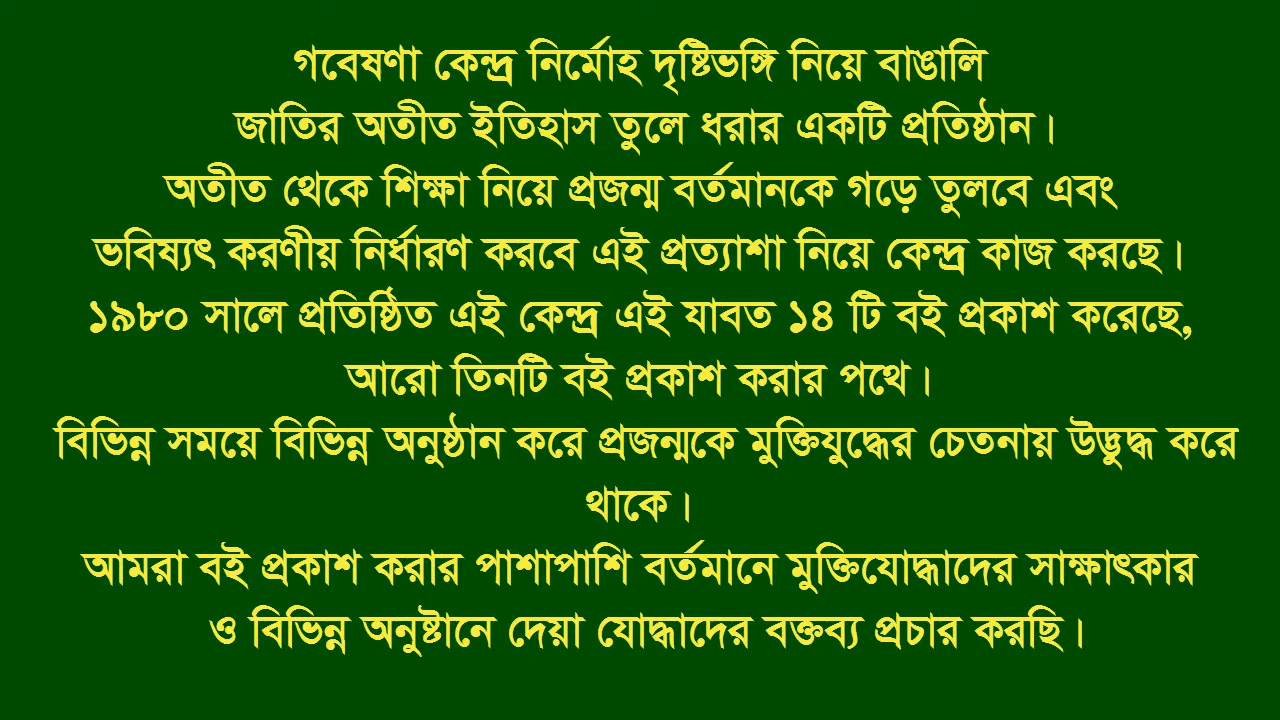 গবেষণা কেন্দ্র নির্মোহ দৃষ্টিভঙ্গি নিয়ে বাঙালি
জাতির অতীত ইতিহাস তুলে ধরার একটি প্রতিষ্ঠান।
অতীত থেকে শিক্ষা নিয়ে প্রজন্ম বর্তমানকে গড়ে তুলবে এবং
ভবিষ্যৎ করণীয় নির্ধারণ করবে এই প্রত্যাশা নিয়ে কেন্দ্র কাজ করছে।
১৯৮০ সালে প্রতিষ্ঠিত এই কেন্দ্র এই যাবত ১৪ টি বই প্রকাশ করেছে,
আরো তিনটি বই প্রকাশ করার পথে।
বিভিন্ন সময়ে বিভিন্ন অনুষ্ঠান করে প্রজন্মকে মুক্তিযুদ্ধের চেতনায় উদ্ভুদ্ধ করে
থাকে।
আমরা বই প্রকাশ করার পাশাপাশি বর্তমানে মুক্তিযোদ্ধাদের সাক্ষাৎকার
ও বিভিন্ন অনুষ্টানে দেয়া যোদ্ধাদের বক্তব্য প্রচার করছি।